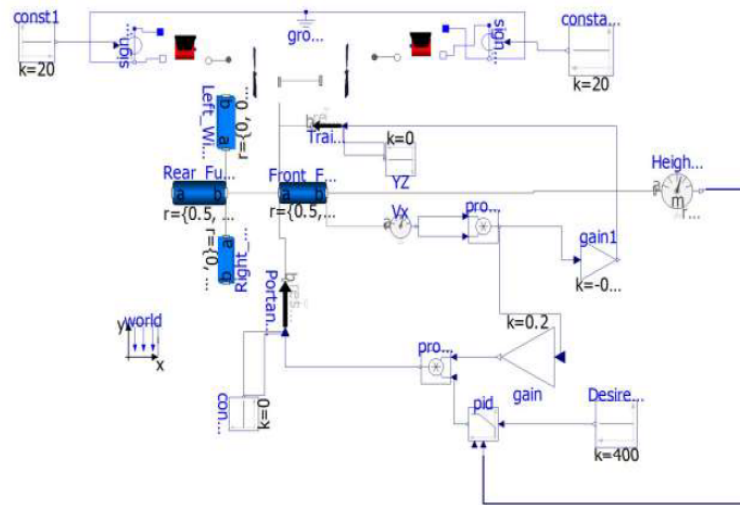 const1
gro...
consta...
sign...
sign...
k=20
k=20
b
a
Left_Wi...
r={0, 0...
Trai...
k=0
YZ
Rear_Fu...
Front_F...
Heigh...
a
b
a
b
m
r...
r={0.5, ...
r={0.5,...
Vx
pro...
gain1
k=-0...
a
b
r={0, ...
Right_...
b
Portan...
world
y
x
k=0.2
pro...
gain
con...
k=0
pid
Desire...
k=400